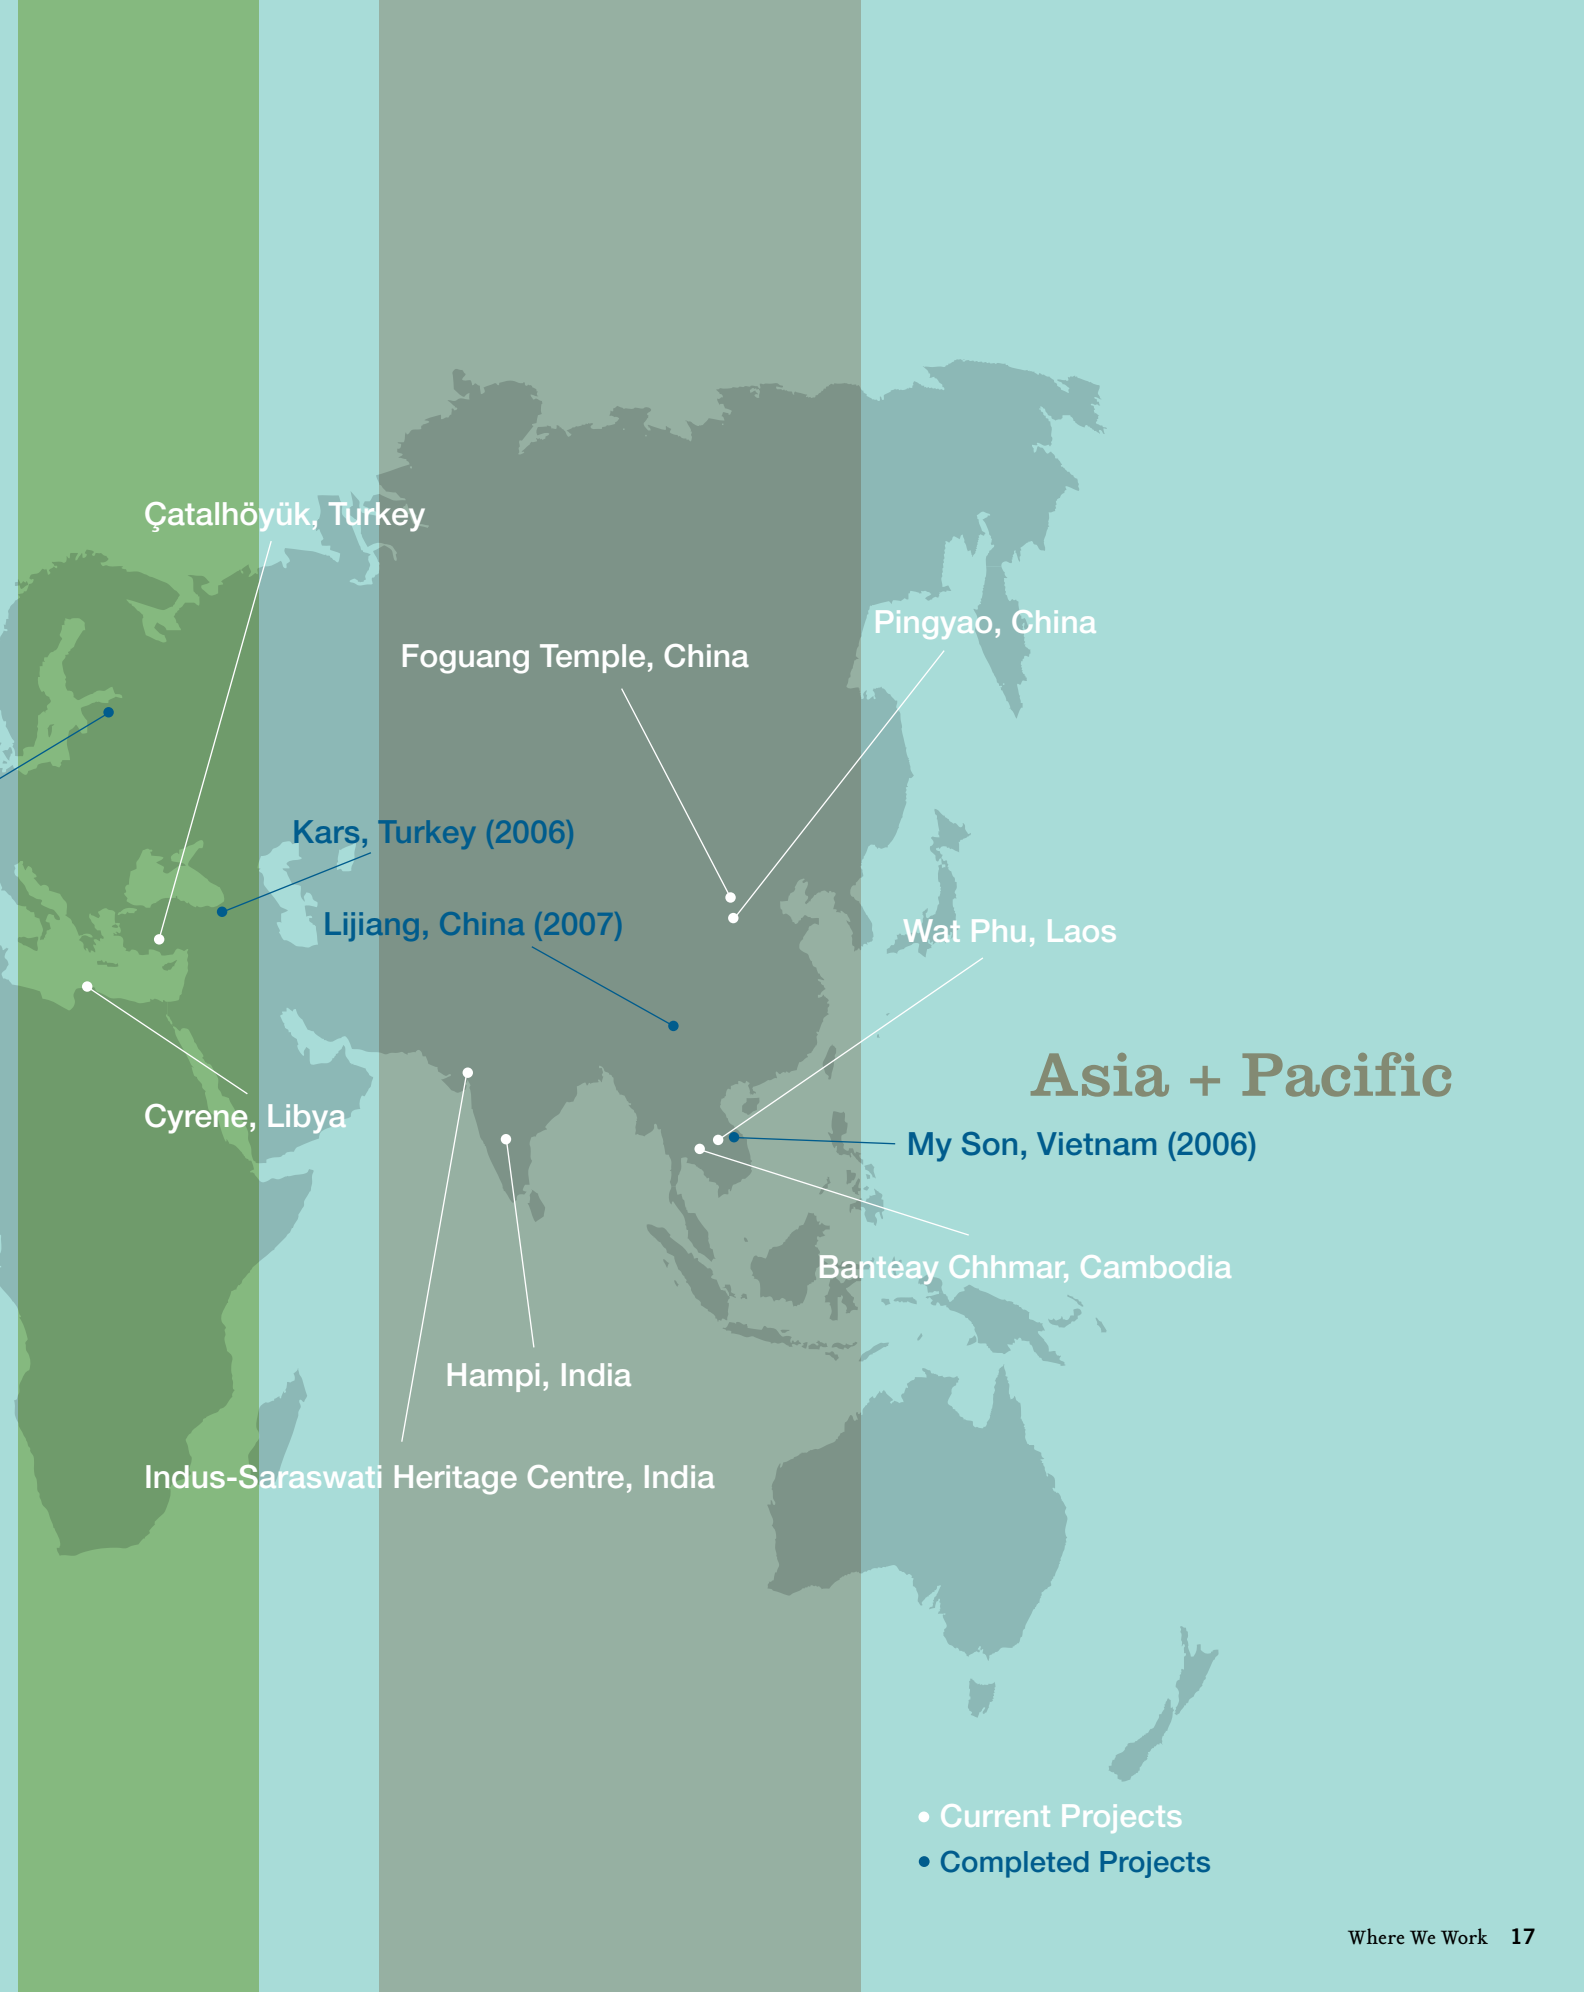 Çatalhöyük, Turkey
Pingyao, China
Foguang Temple, China
Kars, Turkey (2006)
Lijiang, China (2007)
Wat Phu, Laos
Asia + Pacific
Cyrene, Libya
My Son, Vietnam (2006)
Banteay Chhmar, Cambodia
Hampi, India
Indus-Saraswati Heritage Centre, India
Current Projects
Completed Projects
Where We Work 17